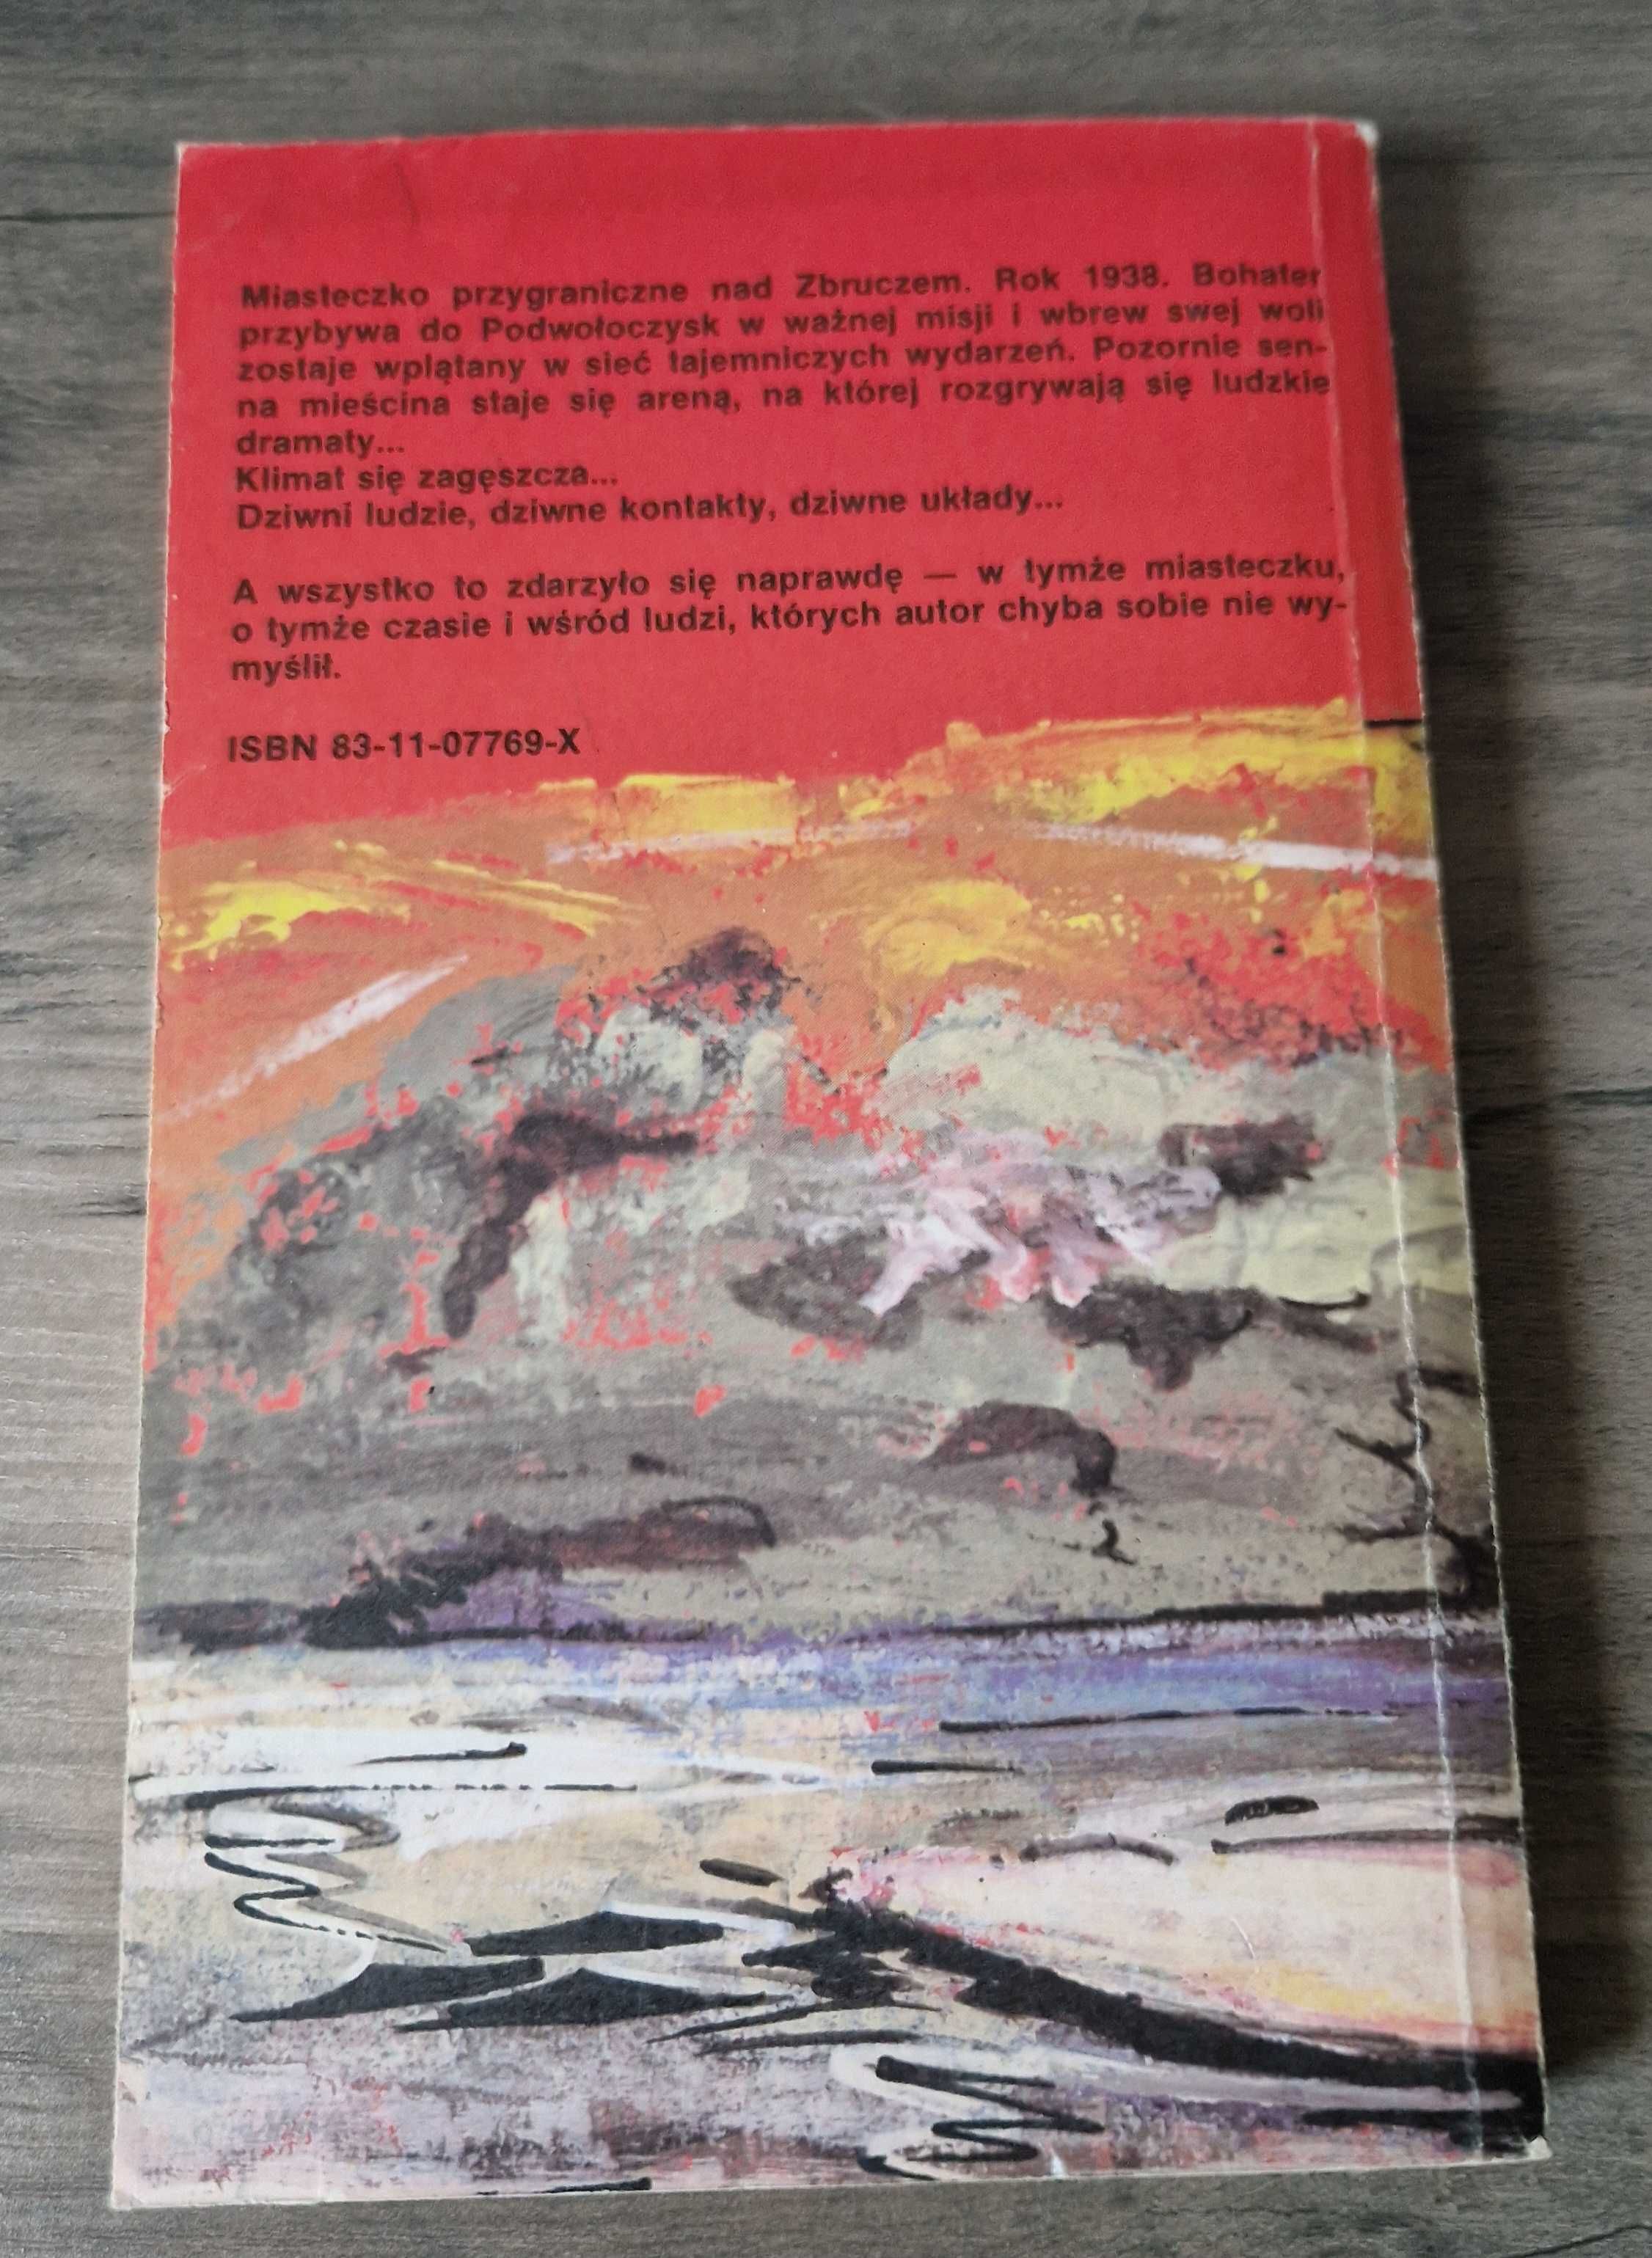 Miasteczko przygraniczne nad Zbruczem. Rok 1938. Bohater
przybywa do Podwołoczysk w ważnej misji i wbrew swej woli
zostaje wplątany w sieć tajemniczych wydarzeń. Pozornie sen-
na mieścina staje się areną, na której rozgrywają się ludzkie
dramaty...
Klimat się zagęszcza...
Dziwni ludzie, dziwne kontakty, dziwne układy...
A wszystko to zdarzyło się naprawdę — w tymże miasteczku,
o tymże czasie i wśród ludzi, których autor chyba sobie nie wy-
myślił.
ISBN 83-11-07769-X